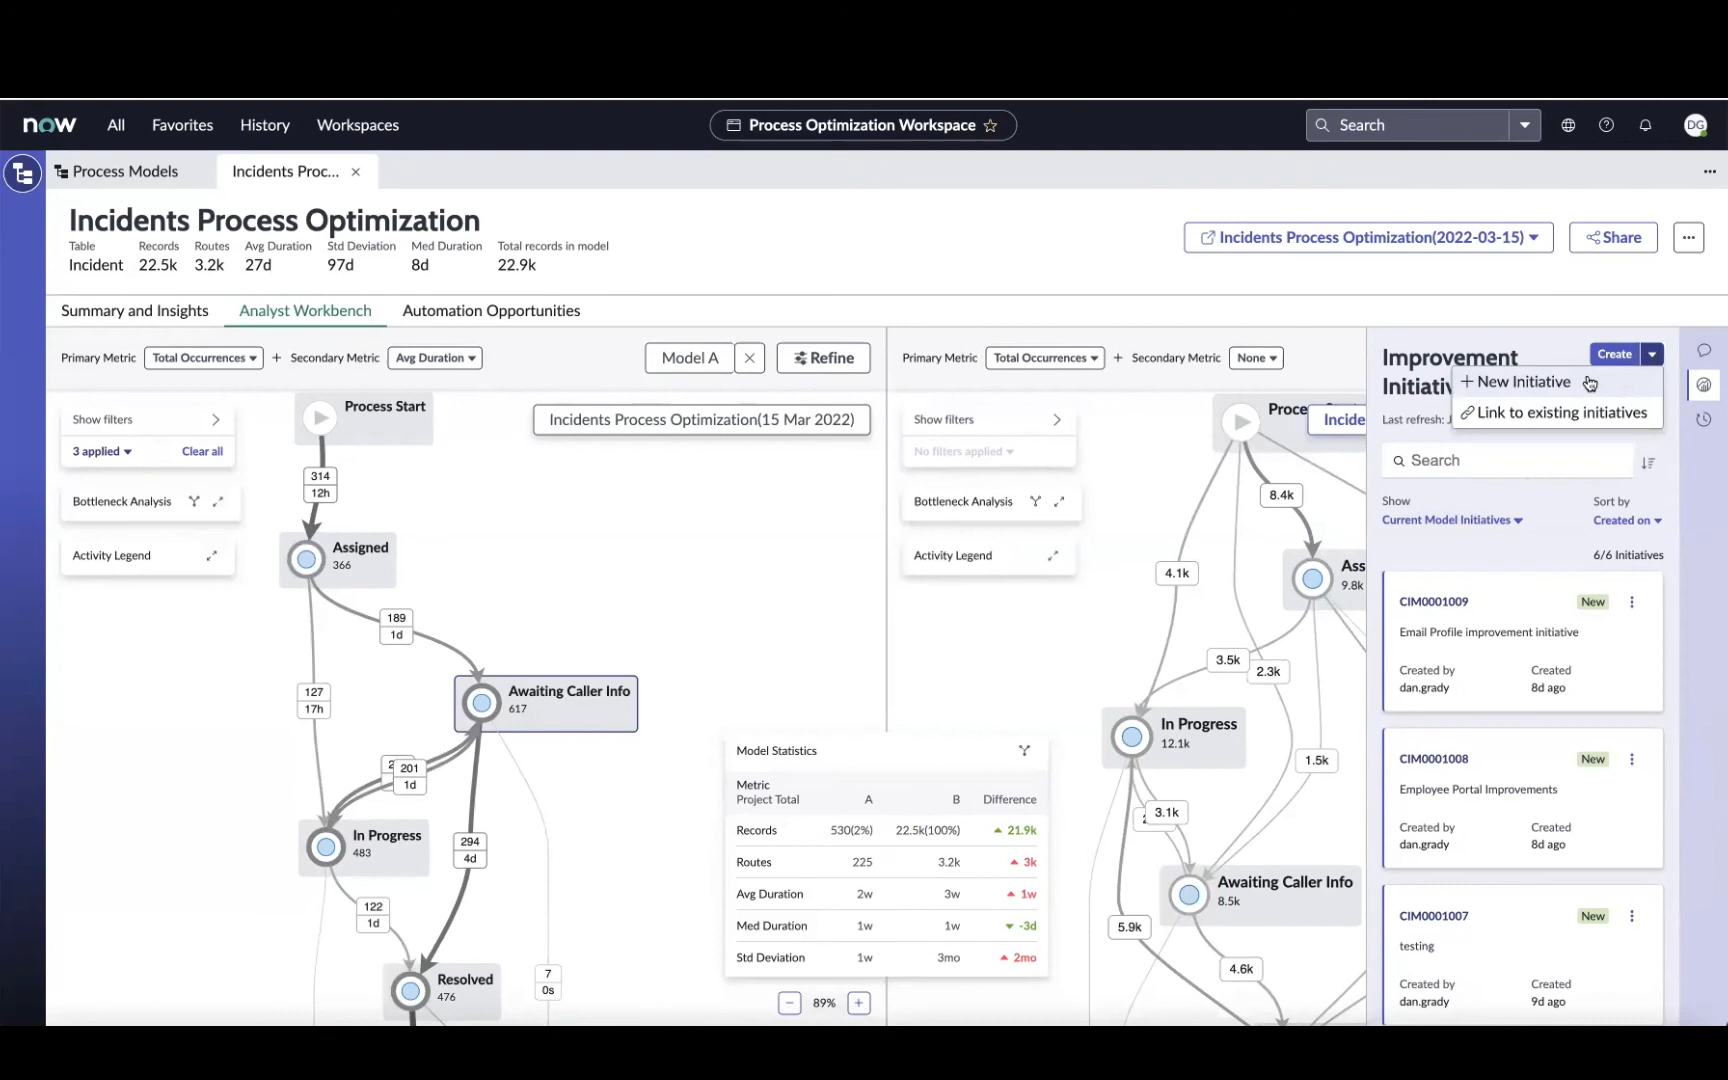 now All Favorites History Workspaces Process Optimization Workspace Search DG
Process Models Incidents Proc...
Incidents Process Optimization
Table Records Routes Avg Duration Std Deviation Med Duration Total records in model
Incident 22.5k 3.2k 27d 97d 8d 22.9k
Incidents Process Optimization(2022-03-15) Share
Summary and Insights Analyst Workbench Automation Opportunities
Primary Metric Total Occurrences + Secondary Metric Avg Duration Model A Refine
Show filters
3 applied Clear all
Bottleneck Analysis
Activity Legend
Process Start
Incidents Process Optimization(15 Mar 2022)
314
12h
Assigned
366
189
1d
127
17h
Awaiting Caller Info
617
201
1d
In Progress
483
294
4d
122
1d
Resolved
476
7
0s
Model Statistics
Metric
Project Total A B Difference
Records 530(2%) 22.5k(100%) 21.9k
Routes 225 3.2k 3k
Avg Duration 2w 3w 1w
Med Duration 1w 1w -3d
Std Deviation 1w 3mo 2mo
89%
Primary Metric Total Occurrences + Secondary Metric None
Show filters
No filters applied
Bottleneck Analysis
Activity Legend
Proce
Incide
8.4k
Ass
9.8k
4.1k
3.5k
2.3k
In Progress
12.1k
1.5k
3.1k
Awaiting Caller Info
8.5k
5.9k
4.6k
Improvement
Initiativ
Create
+ New Initiative
Link to existing initiatives
Last refresh: J
Search
Show Sort by
Current Model Initiatives Created on
6/6 Initiatives
CIM0001009 New
Email Profile improvement initiative
Created by Created
dan.grady 8d ago
CIM0001008 New
Employee Portal Improvements
Created by Created
dan.grady 8d ago
CIM0001007 New
testing
Created by Created
dan.grady 9d ago